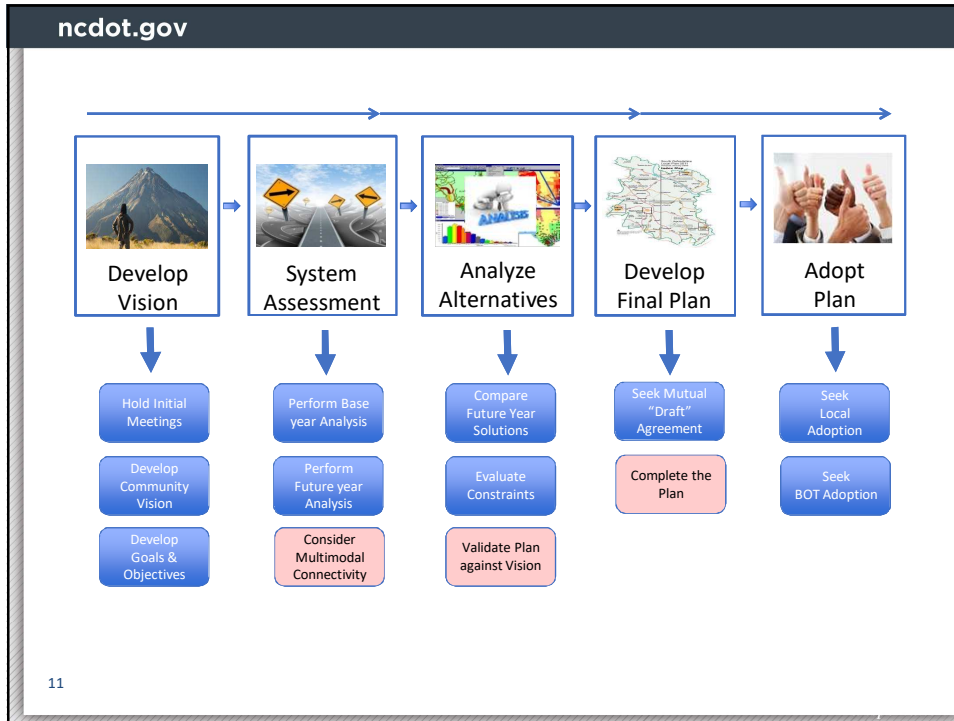 ncdot.gov
ANALYSIS
Develop
Vision
System
Assessment
Analyze
Alternatives
Develop
Final Plan
Adopt
Plan
Hold Initial
Meetings
Develop
Community
Vision
Develop
Goals &
Objectives
Perform Base
year Analysis
Perform
Future year
Analysis
Consider
Multimodal
Connectivity
Compare
Future Year
Solutions
Evaluate
Constraints
Validate Plan
against Vision
Seek Mutual
“Draft”
Agreement
Complete the
Plan
Seek
Local
Adoption
Seek
BOT Adoption
11